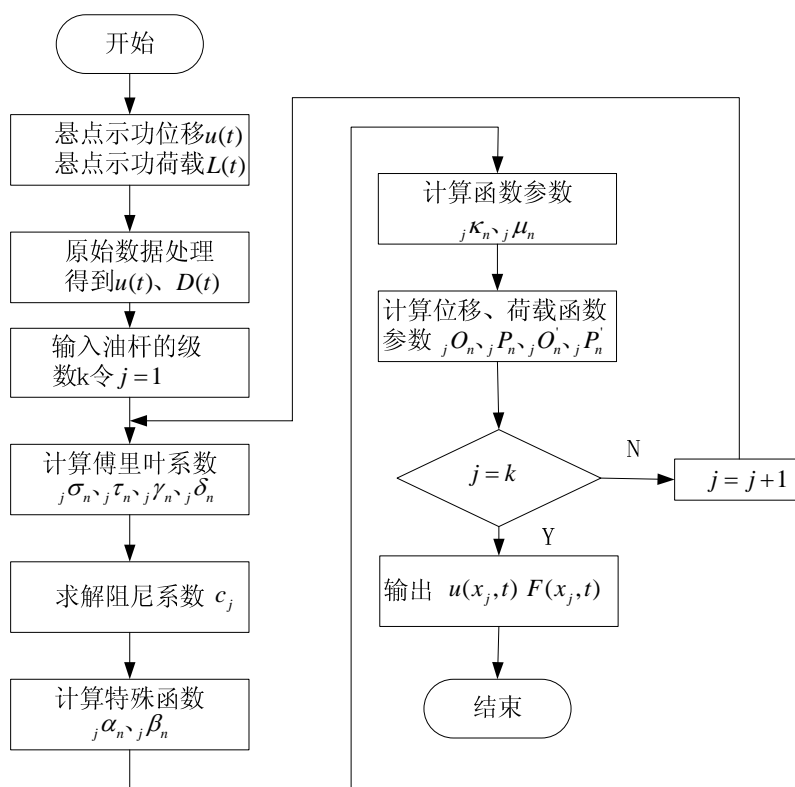 开始
悬点示功位移u(t)
悬点示功荷载L(t)
原始数据处理
得到u(t)、D(t)
输入油杆的级
数k令 j=1
计算傅里叶系数
jσn、jτn、jγn、jδn
求解阻尼系数 cj
计算特殊函数
jαn、jβn
计算函数参数
jκn、jμn
计算位移、荷载函数
参数 jOn、jPn、jO'n、jP'n
j=k
N
j=j+1
Y
输出 u(xj,t) F(xj,t)
结束